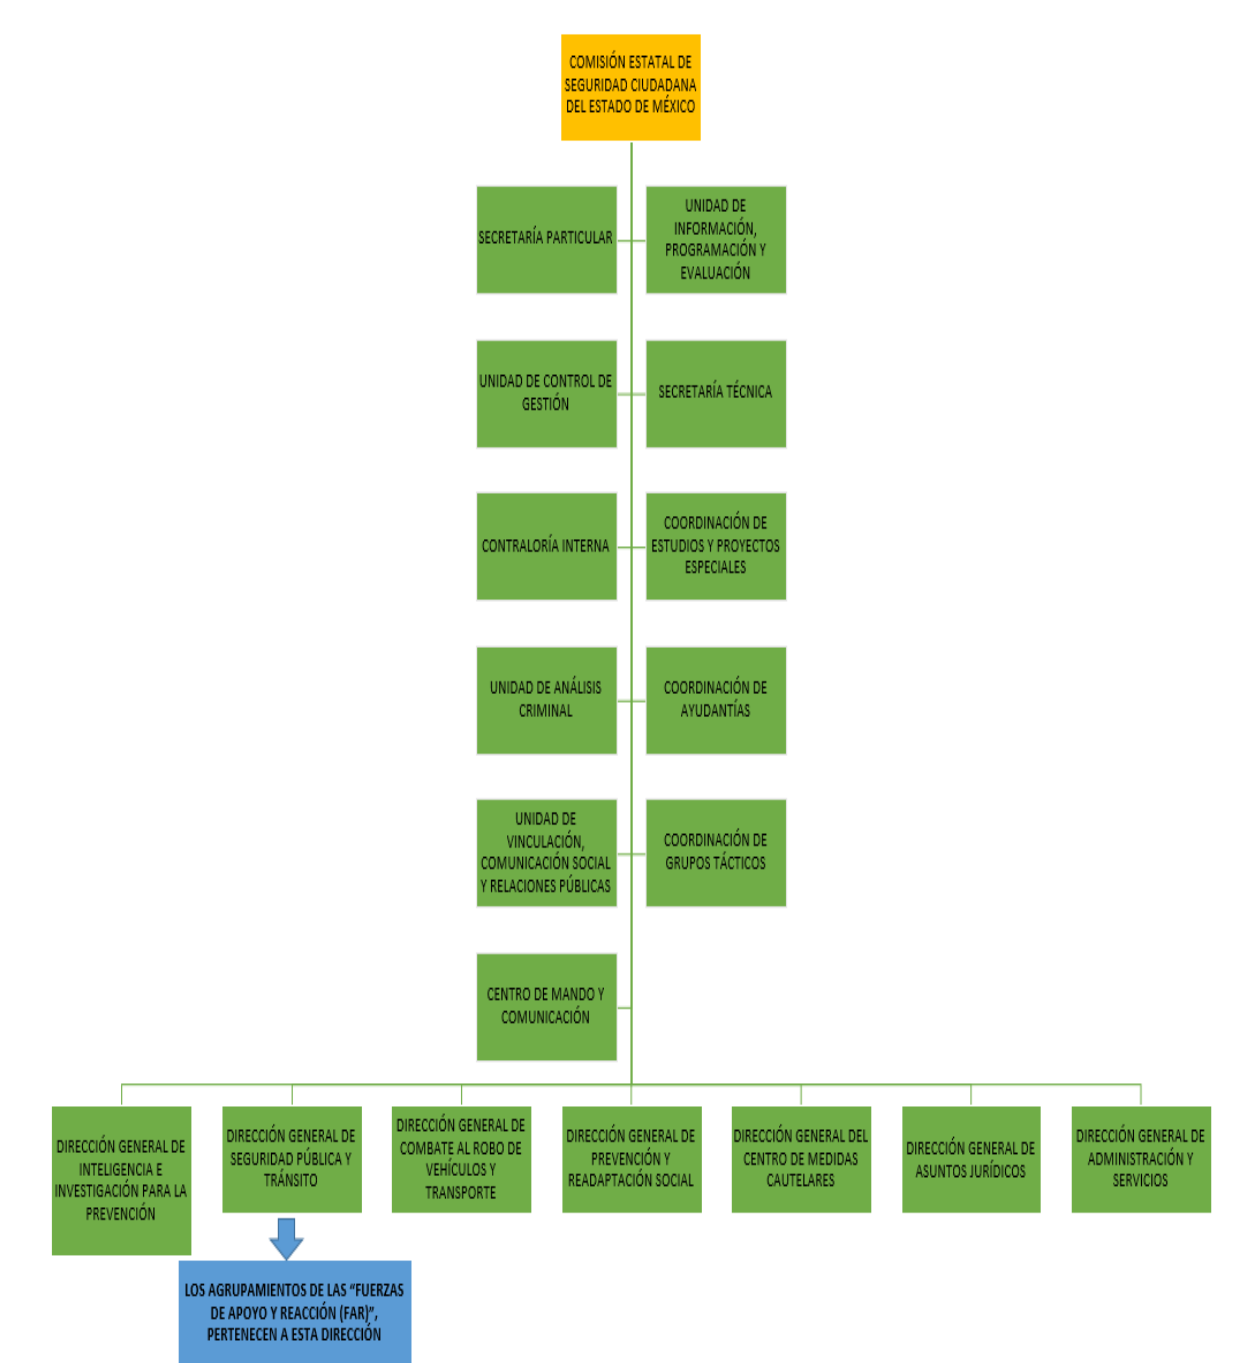 COMISIÓN ESTATAL DE
SEGURIDAD CIUDADANA
DEL ESTADO DE MÉXICO
SECRETARÍA PARTICULAR
UNIDAD DE
INFORMACIÓN,
PROGRAMACIÓN Y
EVALUACIÓN
UNIDAD DE CONTROL DE
GESTIÓN
SECRETARÍA TÉCNICA
CONTRALORÍA INTERNA
COORDINACIÓN DE
ESTUDIOS Y PROYECTOS
ESPECIALES
UNIDAD DE ANÁLISIS
CRIMINAL
COORDINACIÓN DE
AYUDANTÍAS
UNIDAD DE
VINCULACIÓN,
COMUNICACIÓN SOCIAL
Y RELACIONES PÚBLICAS
COORDINACIÓN DE
GRUPOS TÁCTICOS
CENTRO DE MANDO Y
COMUNICACIÓN
DIRECCIÓN GENERAL DE
INTELIGENCIA E
INVESTIGACIÓN PARA LA
PREVENCIÓN
DIRECCIÓN GENERAL DE
SEGURIDAD PÚBLICA Y
TRÁNSITO
DIRECCIÓN GENERAL DE
COMBATE AL ROBO DE
VEHÍCULOS Y
TRANSPORTE
DIRECCIÓN GENERAL DE
PREVENCIÓN Y
READAPTACIÓN SOCIAL
DIRECCIÓN GENERAL DEL
CENTRO DE MEDIDAS
CAUTELARES
DIRECCIÓN GENERAL DE
ASUNTOS JURÍDICOS
DIRECCIÓN GENERAL DE
ADMINISTRACIÓN Y
SERVICIOS
LOS AGRUPAMIENTOS DE LAS “FUERZAS
DE APOYO Y REACCIÓN (FAR)”,
PERTENECEN A ESTA DIRECCIÓN